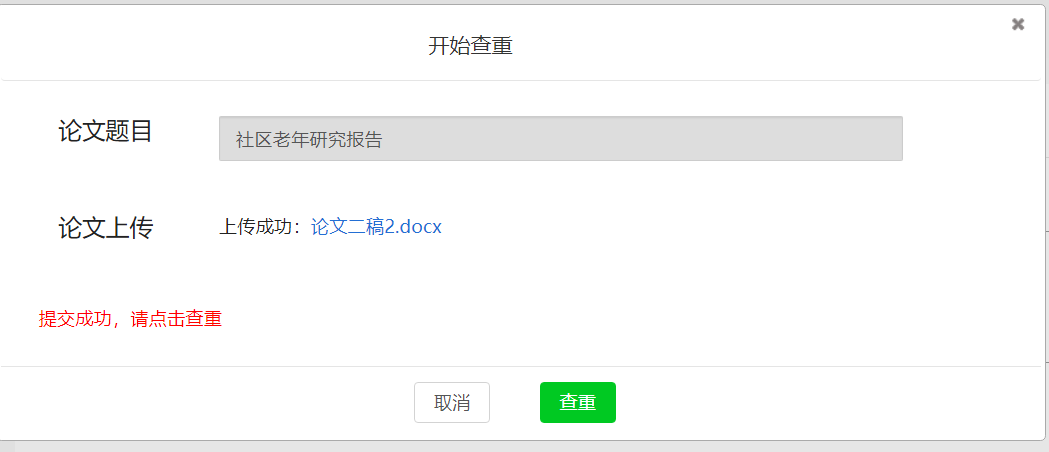 开始查重
论文题目 社区老年研究报告
论文上传 上传成功：论文二稿2.docx
提交成功，请点击查重
取消 查重